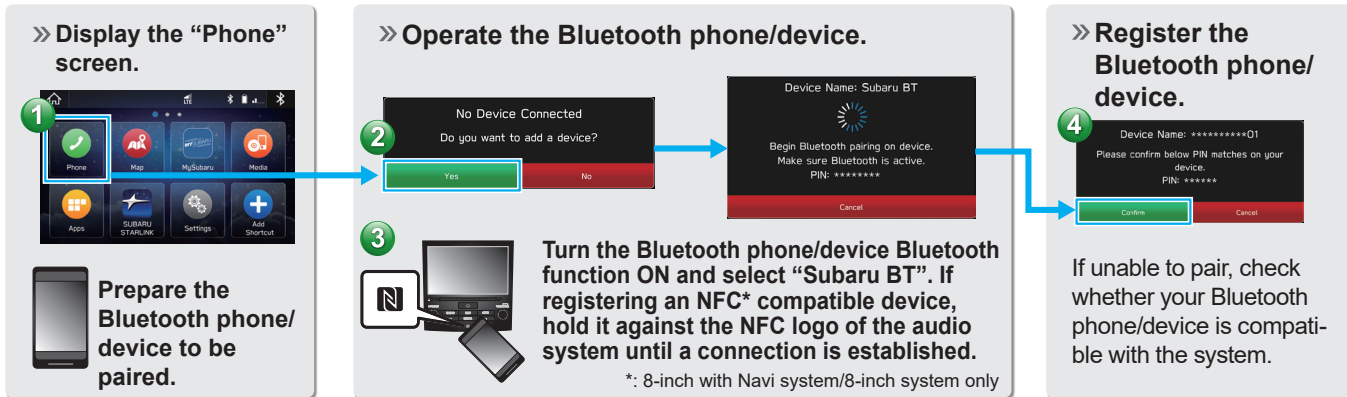 » Display the “Phone”
screen.
1
LTE
Phone
Map
MySubaru
Media
Apps
SUBARU
STARLINK
Settings
Add
Shortcut
Prepare the
Bluetooth phone/
device to be
paired.
» Operate the Bluetooth phone/device.
2
No Device Connected
Do you want to add a device?
Yes
No
Device Name: Subaru BT
Begin Bluetooth pairing on device.
Make sure Bluetooth is active.
PIN: ********
Cancel
3
N
Turn the Bluetooth phone/device Bluetooth
function ON and select “Subaru BT”. If
registering an NFC* compatible device,
hold it against the NFC logo of the audio
system until a connection is established.
*: 8-inch with Navi system/8-inch system only
» Register the
Bluetooth phone/
device.
4
Device Name: **********01
Please confirm below PIN matches on your
device.
PIN: ******
Confirm
Cancel
If unable to pair, check
whether your Bluetooth
phone/device is compati-
ble with the system.